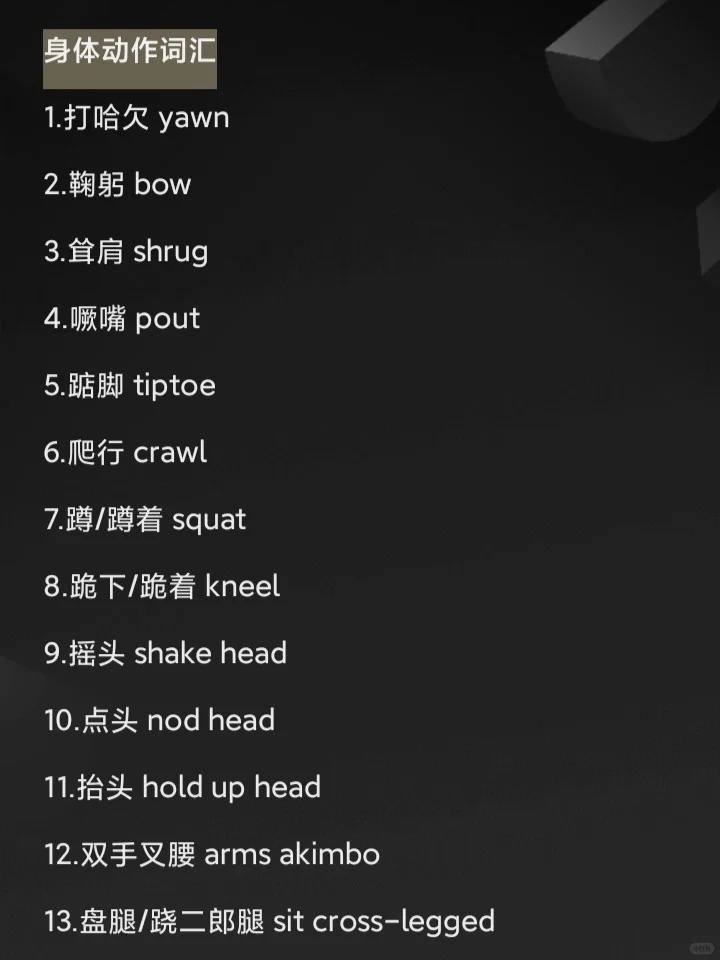 身体动作词汇
1.打哈欠 yawn
2.鞠躬 bow
3.耸肩 shrug
4.噘嘴 pout
5.踮脚 tiptoe
6.爬行 crawl
7.蹲/蹲着 squat
8.跪下/跪着 kneel
9.摇头 shake head
10.点头 nod head
11.抬头 hold up head
12.双手叉腰 arms akimbo
13.盘腿/跷二郎腿 sit cross-legged